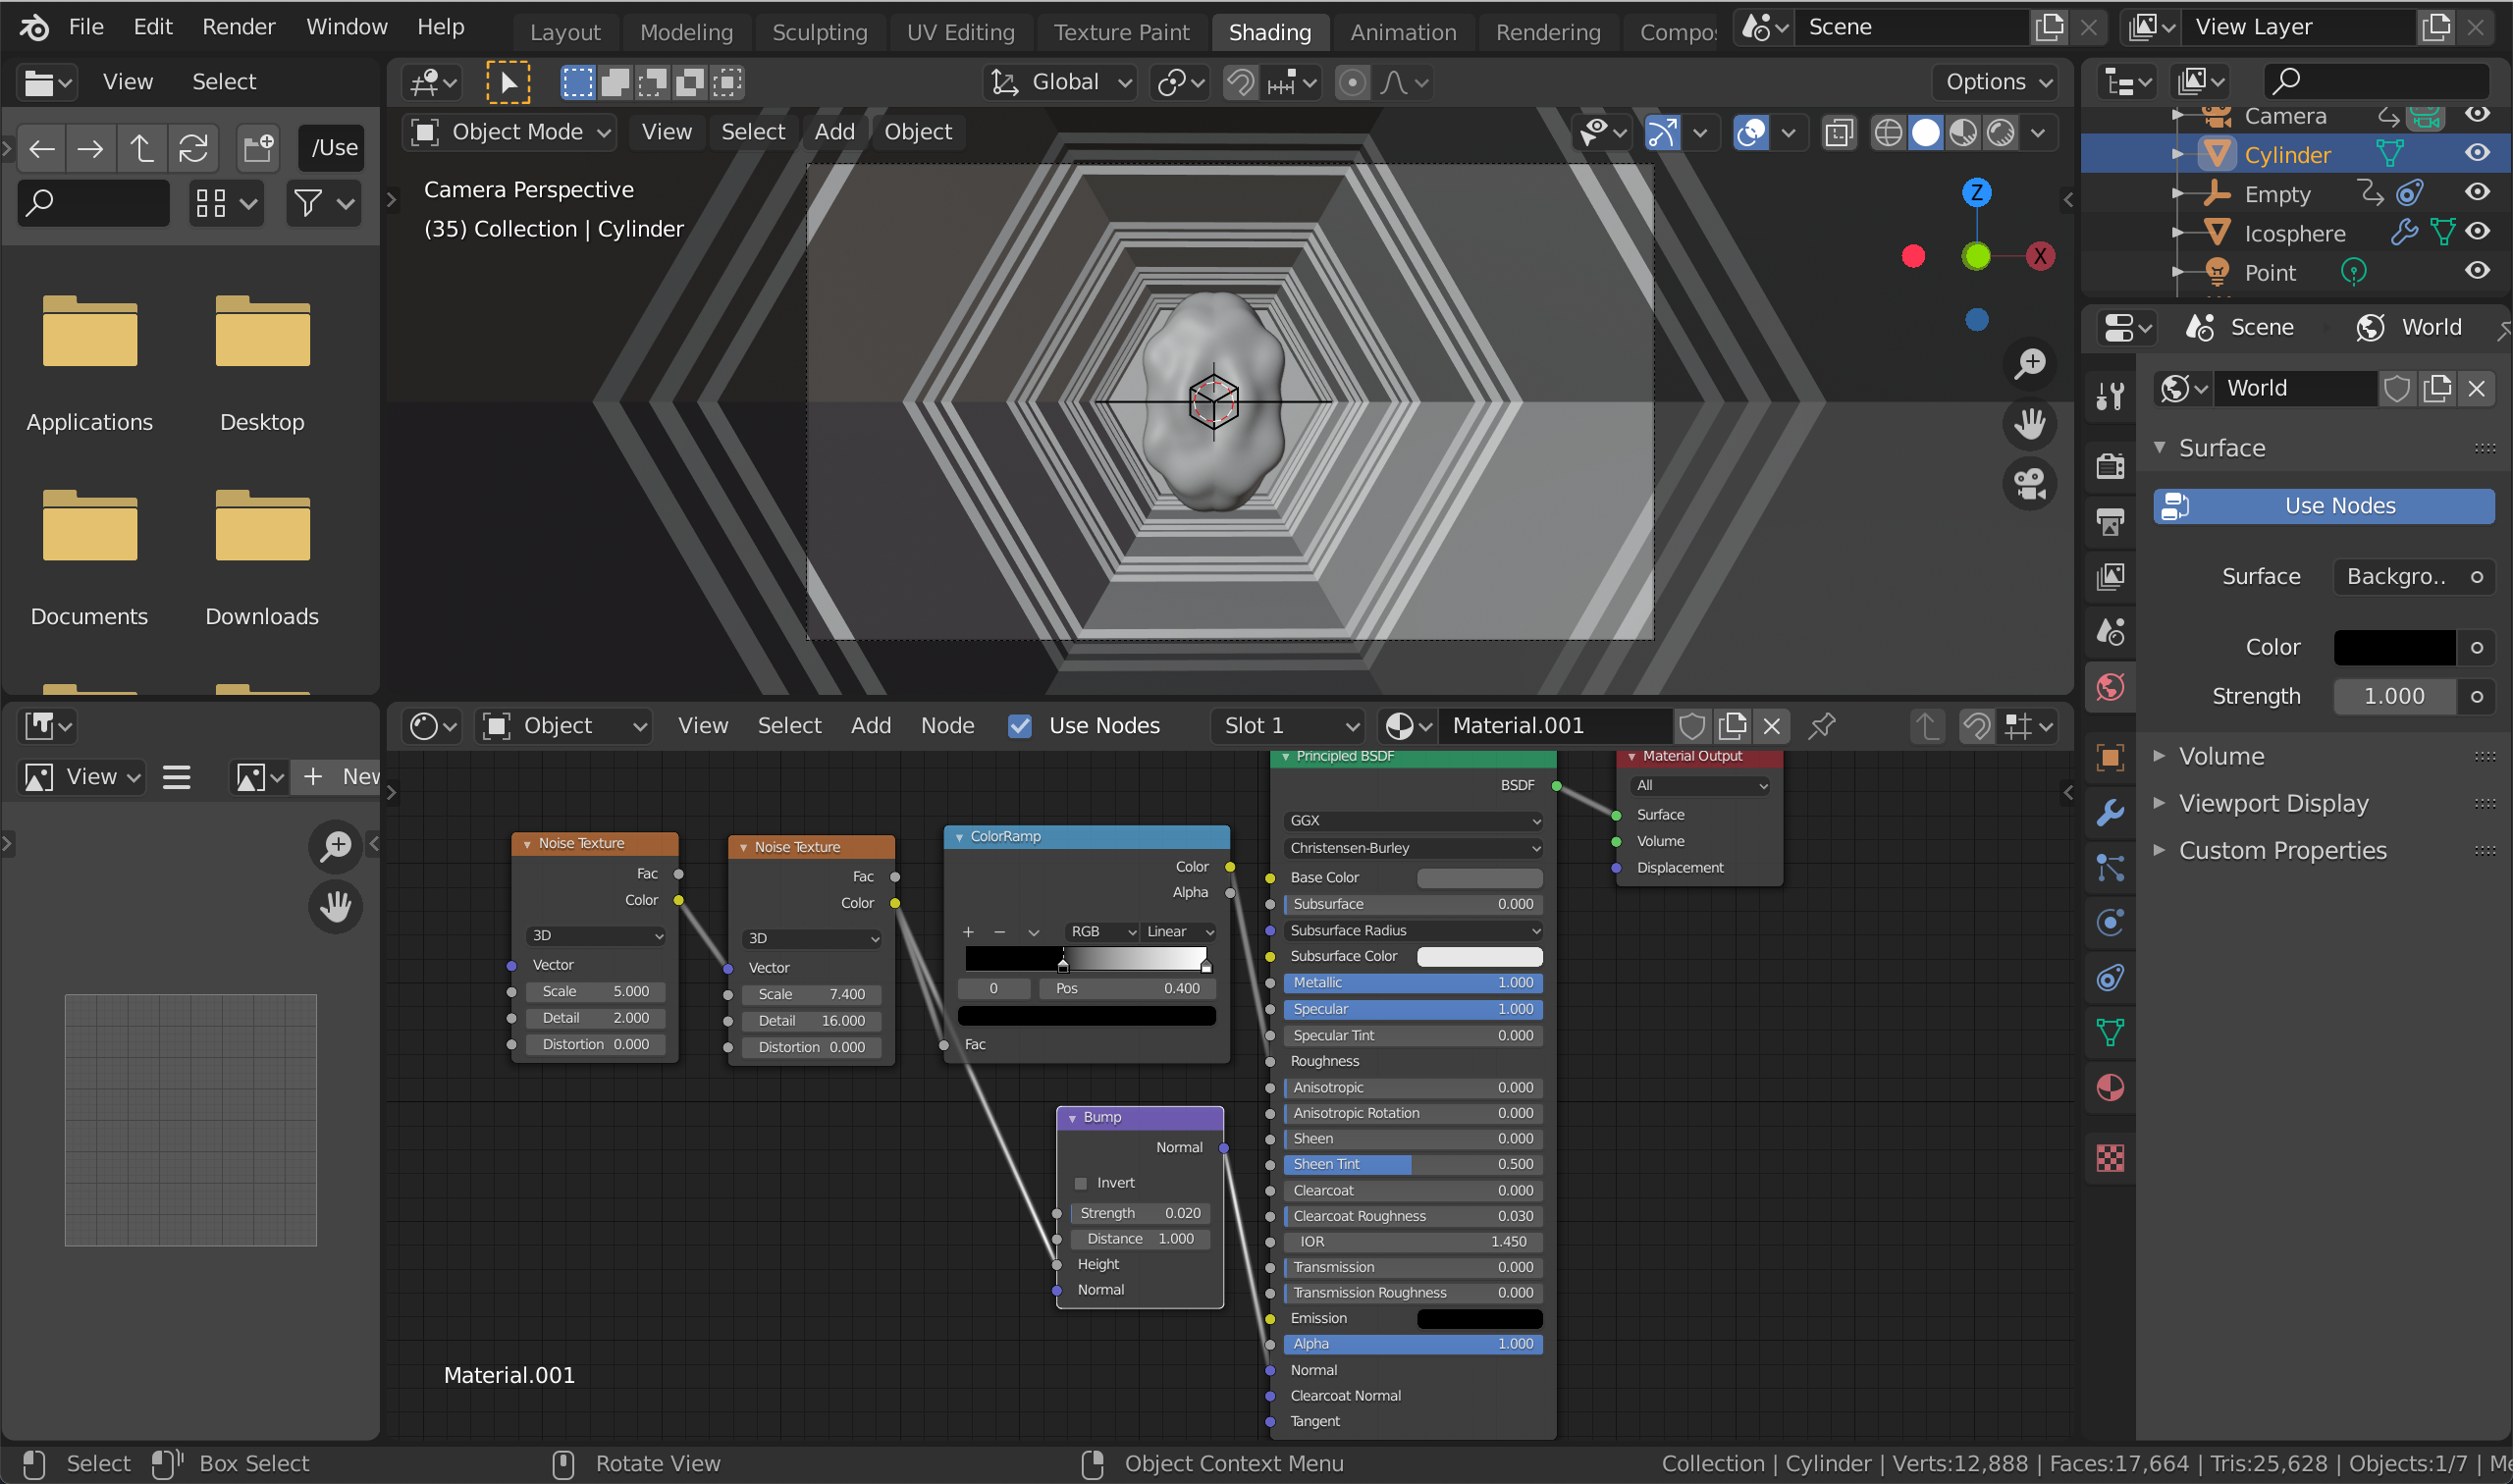 File Edit Render Window Help Layout Modeling Sculpting UV Editing Texture Paint Shading Animation Rendering Compo Scene View Layer
View Select
Global
Options
/Use
Object Mode View Select Add Object
Camera Perspective
(35) Collection | Cylinder
Z
X
Applications Desktop
Documents Downloads
Camera
Cylinder
Empty
Icosphere
Point
Scene World
World
Surface
Use Nodes
Surface Backgro..
Color
Strength 1.000
Volume
Viewport Display
Custom Properties
View
+ New
Object View Select Add Node Use Nodes Slot 1 Material.001
Noise Texture
Fac
Color
3D
Vector
Scale 5.000
Detail 2.000
Distortion 0.000
Noise Texture
Fac
Color
3D
Vector
Scale 7.400
Detail 16.000
Distortion 0.000
ColorRamp
Color
Alpha
+ − RGB Linear
0 Pos 0.400
Fac
Bump
Normal
Invert
Strength 0.020
Distance 1.000
Height
Normal
Principled BSDF
BSDF
GGX
Christensen-Burley
Base Color
Subsurface 0.000
Subsurface Radius
Subsurface Color
Metallic 1.000
Specular 1.000
Specular Tint 0.000
Roughness
Anisotropic 0.000
Anisotropic Rotation 0.000
Sheen 0.000
Sheen Tint 0.500
Clearcoat 0.000
Clearcoat Roughness 0.030
IOR 1.450
Transmission 0.000
Transmission Roughness 0.000
Emission
Alpha 1.000
Normal
Clearcoat Normal
Tangent
Material Output
All
Surface
Volume
Displacement
Material.001
Select Box Select Rotate View Object Context Menu Collection | Cylinder | Verts:12,888 | Faces:17,664 | Tris:25,628 | Objects:1/7 | Me